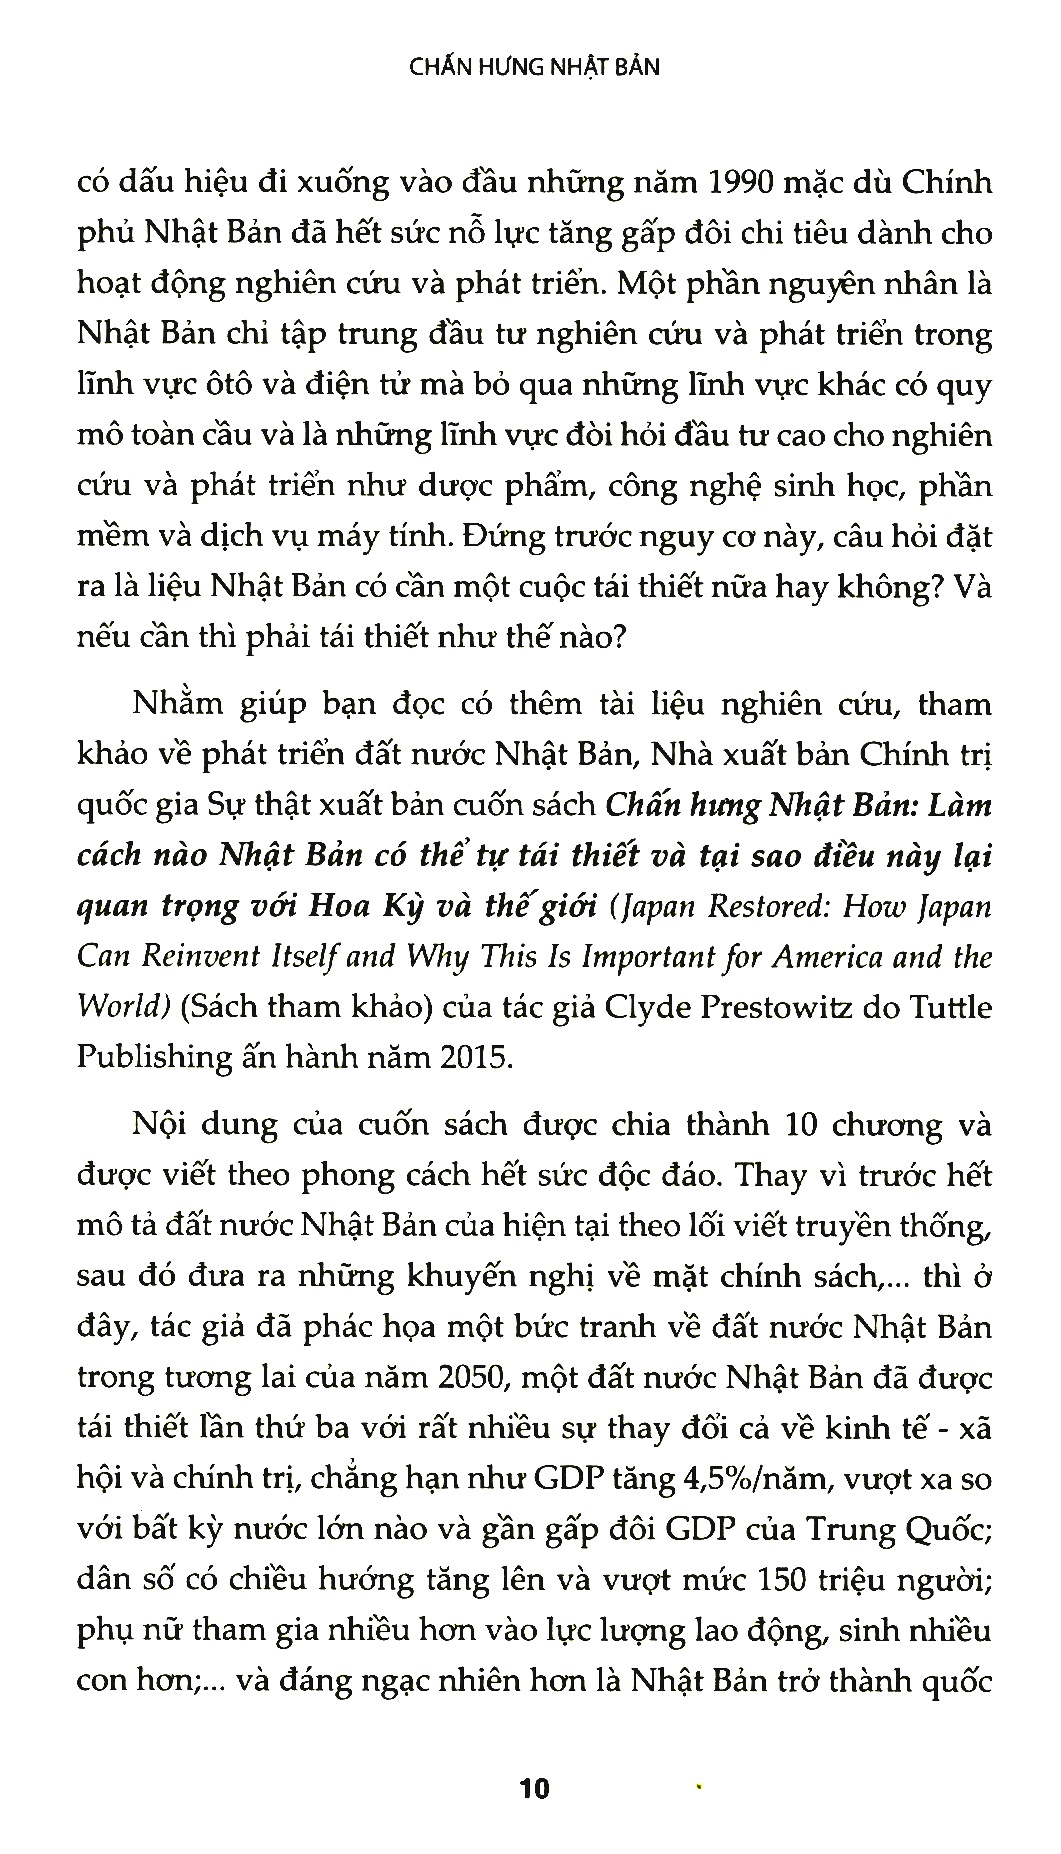 CHẤN HƯNG NHẬT BẢN
có dấu hiệu đi xuống vào đầu những năm 1990 mặc dù Chính
phủ Nhật Bản đã hết sức nỗ lực tăng gấp đôi chi tiêu dành cho
hoạt động nghiên cứu và phát triển. Một phần nguyên nhân là
Nhật Bản chỉ tập trung đầu tư nghiên cứu và phát triển trong
lĩnh vực ôtô và điện tử mà bỏ qua những lĩnh vực khác có quy
mô toàn cầu và là những lĩnh vực đòi hỏi đầu tư cao cho nghiên
cứu và phát triển như dược phẩm, công nghệ sinh học, phần
mềm và dịch vụ máy tính. Đứng trước nguy cơ này, câu hỏi đặt
ra là liệu Nhật Bản có cần một cuộc tái thiết nữa hay không? Và
nếu cần thì phải tái thiết như thế nào?
Nhằm giúp bạn đọc có thêm tài liệu nghiên cứu, tham
khảo về phát triển đất nước Nhật Bản, Nhà xuất bản Chính trị
quốc gia Sự thật xuất bản cuốn sách Chấn hưng Nhật Bản: Làm
cách nào Nhật Bản có thể tự tái thiết và tại sao điều này lại
quan trọng với Hoa Kỳ và thế giới (Japan Restored: How Japan
Can Reinvent Itself and Why This Is Important for America and the
World) (Sách tham khảo) của tác giả Clyde Prestowitz do Tuttle
Publishing ấn hành năm 2015.
Nội dung của cuốn sách được chia thành 10 chương và
được viết theo phong cách hết sức độc đáo. Thay vì trước hết
mô tả đất nước Nhật Bản của hiện tại theo lối viết truyền thống,
sau đó đưa ra những khuyến nghị về mặt chính sách,... thì ở
đây, tác giả đã phác họa một bức tranh về đất nước Nhật Bản
trong tương lai của năm 2050, một đất nước Nhật Bản đã được
tái thiết lần thứ ba với rất nhiều sự thay đổi cả về kinh tế - xã
hội và chính trị, chẳng hạn như GDP tăng 4,5%/năm, vượt xa so
với bất kỳ nước lớn nào và gần gấp đôi GDP của Trung Quốc;
dân số có chiều hướng tăng lên và vượt mức 150 triệu người;
phụ nữ tham gia nhiều hơn vào lực lượng lao động, sinh nhiều
con hơn;... và đáng ngạc nhiên hơn là Nhật Bản trở thành quốc
10